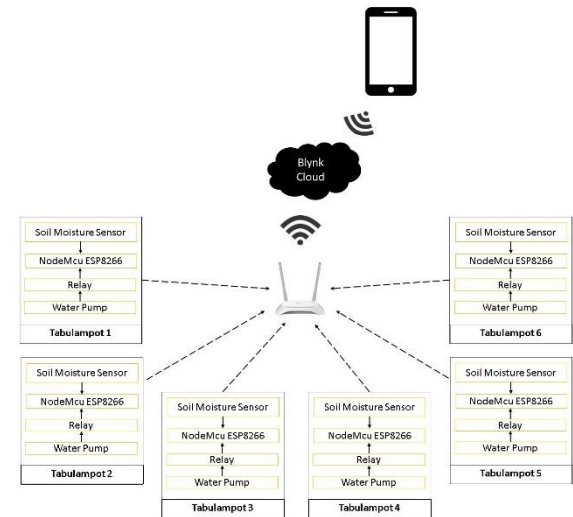 Blynk
Cloud
Soil Moisture Sensor
NodeMcu ESP8266
Relay
Water Pump
Tabulampot 1
Soil Moisture Sensor
NodeMcu ESP8266
Relay
Water Pump
Tabulampot 6
Soil Moisture Sensor
NodeMcu ESP8266
Relay
Water Pump
Tabulampot 2
Soil Moisture Sensor
NodeMcu ESP8266
Relay
Water Pump
Tabulampot 3
Soil Moisture Sensor
NodeMcu ESP8266
Relay
Water Pump
Tabulampot 4
Soil Moisture Sensor
NodeMcu ESP8266
Relay
Water Pump
Tabulampot 5